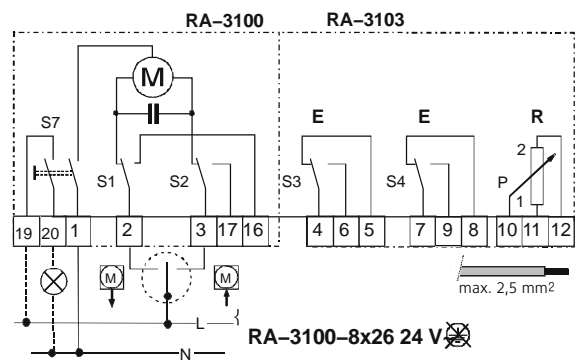 RA–3100 RA–3103
M
S7
E E R
S1 S2 S3 S4 P 2 1
19 20 1 2 3 17 16 4 6 5 7 9 8 10 11 12
M M
max. 2,5 mm2
L
RA–3100–8x26 24 V
N